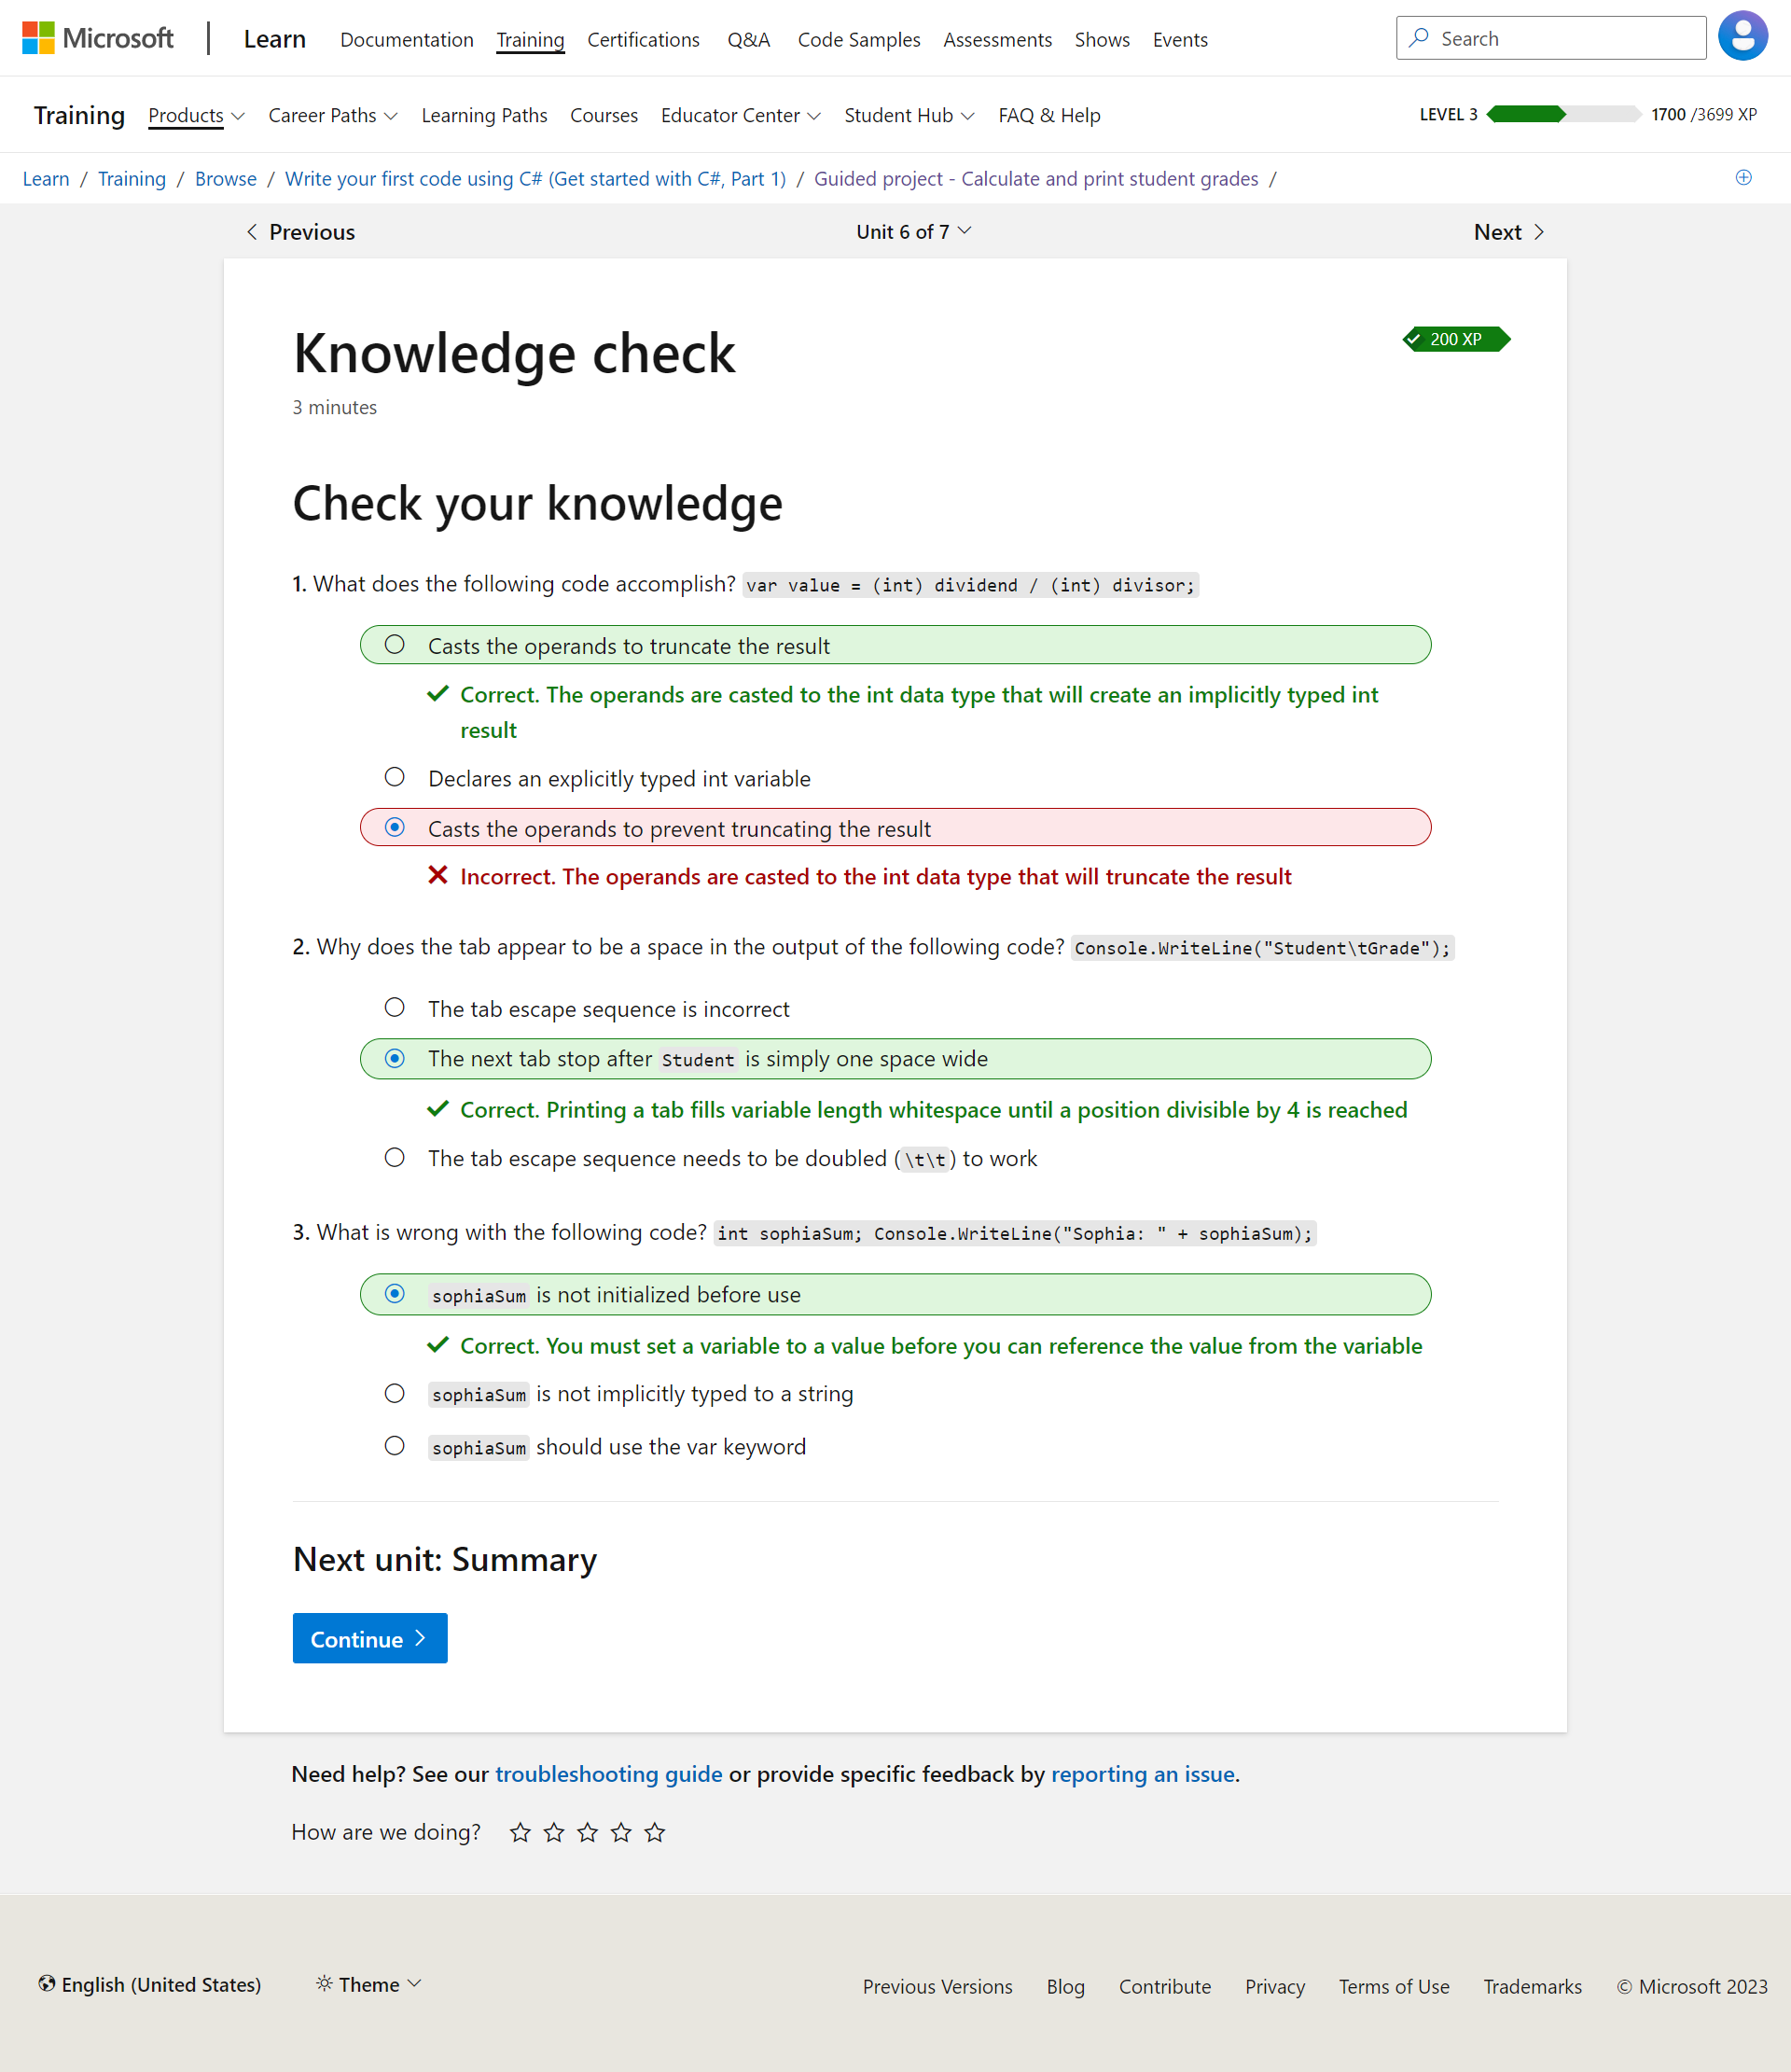 Microsoft Learn Documentation Training Certifications Q&A Code Samples Assessments Shows Events Search
Training Products Career Paths Learning Paths Courses Educator Center Student Hub FAQ & Help LEVEL 3 1700 /3699 XP
Learn / Training / Browse / Write your first code using C# (Get started with C#, Part 1) / Guided project - Calculate and print student grades /
Previous Unit 6 of 7 Next
Knowledge check
200 XP
3 minutes
Check your knowledge
1. What does the following code accomplish? var value = (int) dividend / (int) divisor;
Casts the operands to truncate the result
Correct. The operands are casted to the int data type that will create an implicitly typed int
result
Declares an explicitly typed int variable
Casts the operands to prevent truncating the result
Incorrect. The operands are casted to the int data type that will truncate the result
2. Why does the tab appear to be a space in the output of the following code? Console.WriteLine("Student\tGrade");
The tab escape sequence is incorrect
The next tab stop after Student is simply one space wide
Correct. Printing a tab fills variable length whitespace until a position divisible by 4 is reached
The tab escape sequence needs to be doubled (\t\t) to work
3. What is wrong with the following code? int sophiaSum; Console.WriteLine("Sophia: " + sophiaSum);
sophiaSum is not initialized before use
Correct. You must set a variable to a value before you can reference the value from the variable
sophiaSum is not implicitly typed to a string
sophiaSum should use the var keyword
Next unit: Summary
Continue
Need help? See our troubleshooting guide or provide specific feedback by reporting an issue.
How are we doing?
English (United States) Theme Previous Versions Blog Contribute Privacy Terms of Use Trademarks © Microsoft 2023